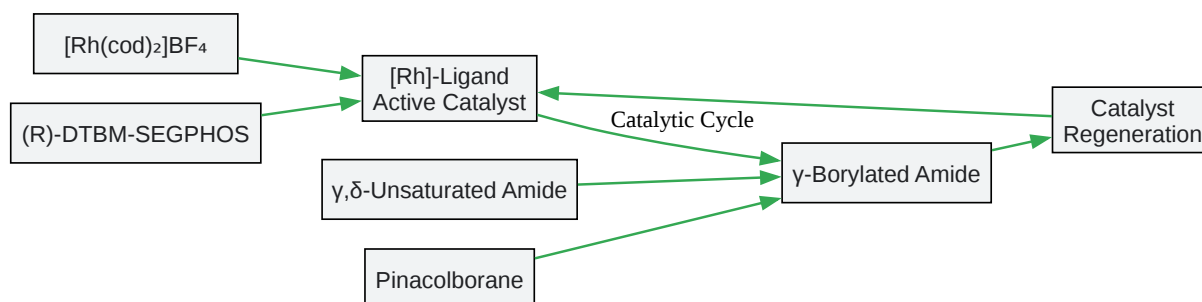 [Rh(cod)₂]BF₄
(R)-DTBM-SEGPHOS
[Rh]-Ligand
Active Catalyst
Catalytic Cycle
γ,δ-Unsaturated Amide
Pinacolborane
γ-Borylated Amide
Catalyst
Regeneration